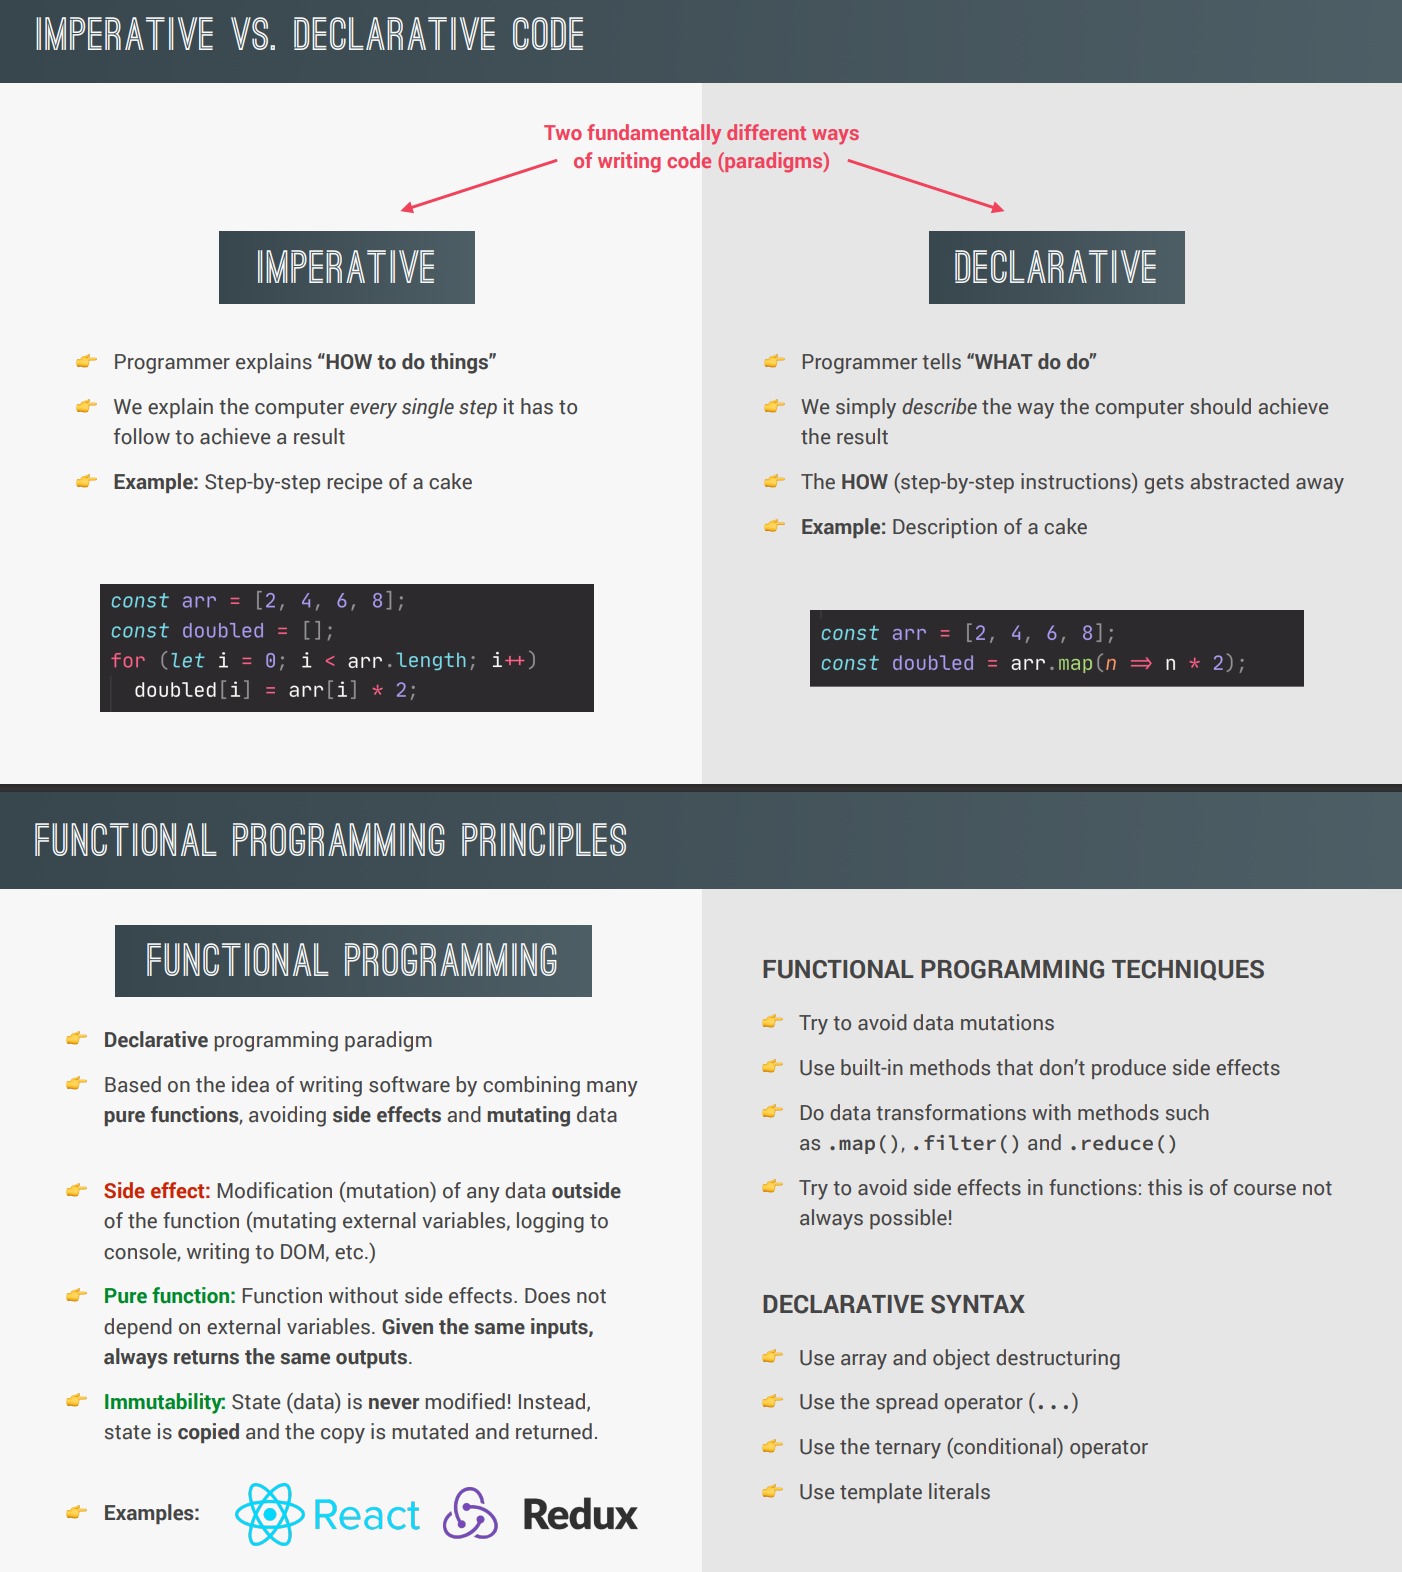 IMPERATIVE VS. DECLARATIVE CODE
Two fundamentally different ways
of writing code (paradigms)
IMPERATIVE
👉 Programmer explains “HOW to do things”
👉 We explain the computer every single step it has to
follow to achieve a result
👉 Example: Step-by-step recipe of a cake
const arr = [2, 4, 6, 8];
const doubled = [];
for (let i = 0; i < arr.length; i++)
  doubled[i] = arr[i] * 2;
DECLARATIVE
👉 Programmer tells “WHAT do do”
👉 We simply describe the way the computer should achieve
the result
👉 The HOW (step-by-step instructions) gets abstracted away
👉 Example: Description of a cake
const arr = [2, 4, 6, 8];
const doubled = arr.map(n => n * 2);
FUNCTIONAL PROGRAMMING PRINCIPLES
FUNCTIONAL PROGRAMMING
👉 Declarative programming paradigm
👉 Based on the idea of writing software by combining many
pure functions, avoiding side effects and mutating data
👉 Side effect: Modification (mutation) of any data outside
of the function (mutating external variables, logging to
console, writing to DOM, etc.)
👉 Pure function: Function without side effects. Does not
depend on external variables. Given the same inputs,
always returns the same outputs.
👉 Immutability: State (data) is never modified! Instead,
state is copied and the copy is mutated and returned.
👉 Examples: React Redux
FUNCTIONAL PROGRAMMING TECHNIQUES
👉 Try to avoid data mutations
👉 Use built-in methods that don’t produce side effects
👉 Do data transformations with methods such
as .map(), .filter() and .reduce()
👉 Try to avoid side effects in functions: this is of course not
always possible!
DECLARATIVE SYNTAX
👉 Use array and object destructuring
👉 Use the spread operator (...)
👉 Use the ternary (conditional) operator
👉 Use template literals